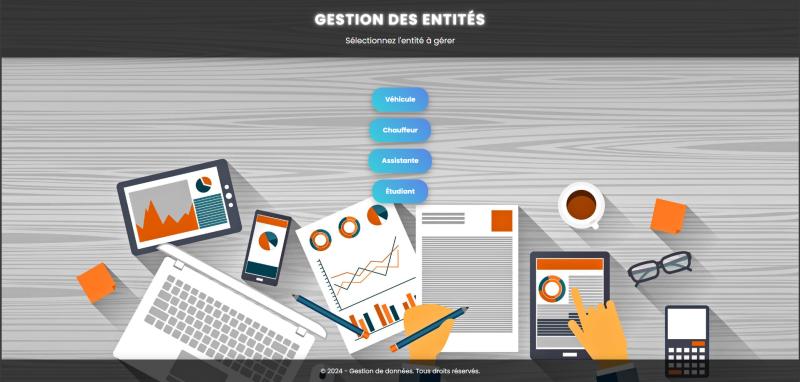 GESTION DES ENTITÉS
Sélectionnez l'entité à gérer
Véhicule
Chauffeur
Assistante
Étudiant
© 2024 - Gestion de données. Tous droits réservés.